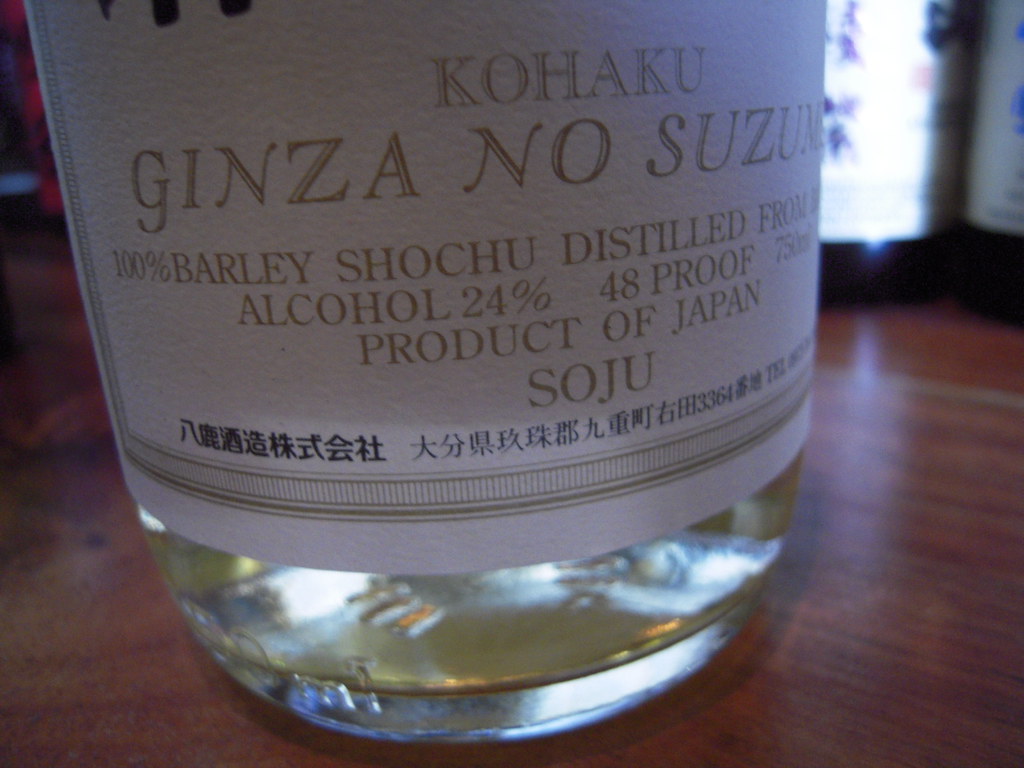 KOHAKU
GINZA NO SUZUM
100%BARLEY SHOCHU DISTILLED FROM
ALCOHOL 24% 48 PROOF 750ml
PRODUCT OF JAPAN
SOJU
八鹿酒造株式会社 大分県玖珠郡九重町右田3364番地 TEL